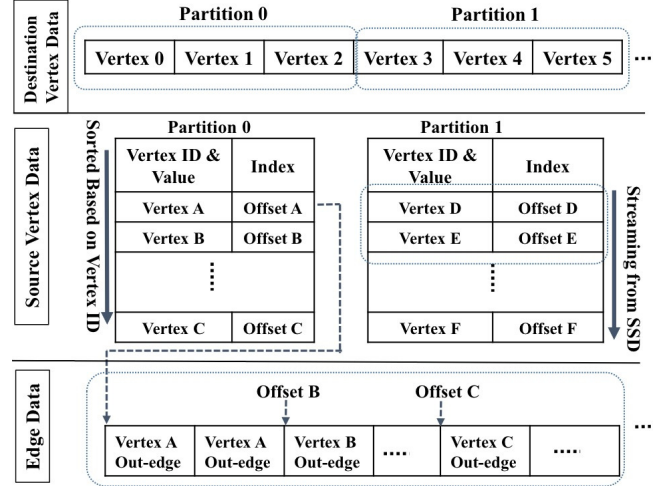 Destination
Vertex Data
Partition 0
Partition 1
Vertex 0 Vertex 1 Vertex 2 Vertex 3 Vertex 4 Vertex 5 ....
Source Vertex Data
Sorted Based on Vertex ID
Partition 0
Vertex ID &
Value
Index
Vertex A Offset A
Vertex B Offset B
....
Vertex C Offset C
Partition 1
Vertex ID &
Value
Index
Vertex D Offset D
Vertex E Offset E
....
Vertex F Offset F
Streaming from SSD
Edge Data
Offset B
Offset C
Vertex A
Out-edge
Vertex A
Out-edge
Vertex B
Out-edge
.....
Vertex C
Out-edge
.....
....